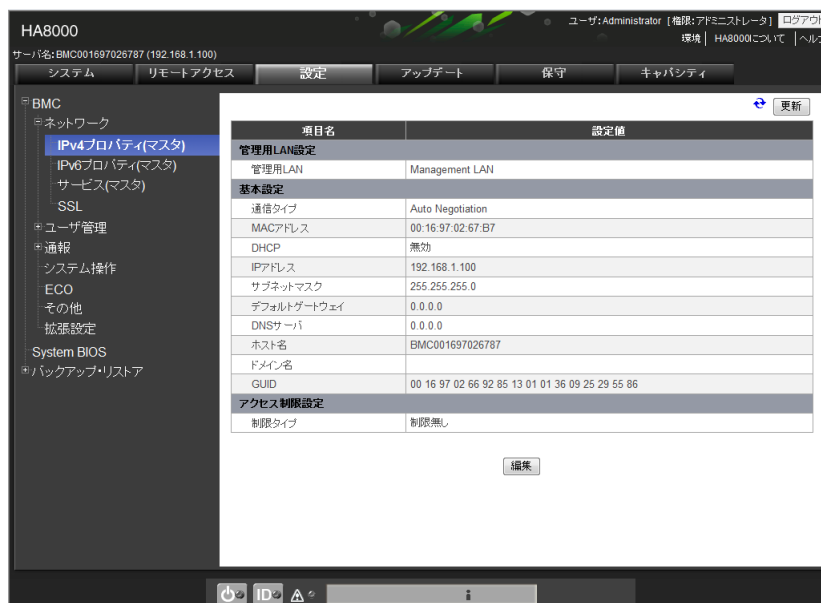 HA8000
ユーザ:Administrator [権限:アドミニストレータ] ログアウト
環境 | HA8000について | ヘルプ
サーバ名:BMC001697026787 (192.168.1.100)
システム リモートアクセス 設定 アップデート 保守 キャパシティ
BMC
ネットワーク
IPv4プロパティ(マスタ)
IPv6プロパティ(マスタ)
サービス(マスタ)
SSL
ユーザ管理
通報
システム操作
ECO
その他
拡張設定
System BIOS
バックアップ・リストア
更新
項目名 設定値
管理用LAN設定
管理用LAN Management LAN
基本設定
通信タイプ Auto Negotiation
MACアドレス 00:16:97:02:67:B7
DHCP 無効
IPアドレス 192.168.1.100
サブネットマスク 255.255.255.0
デフォルトゲートウェイ 0.0.0.0
DNSサーバ 0.0.0.0
ホスト名 BMC001697026787
ドメイン名
GUID 00 16 97 02 66 92 85 13 01 01 36 09 25 29 55 86
アクセス制限設定
制限タイプ 制限無し
編集
ID